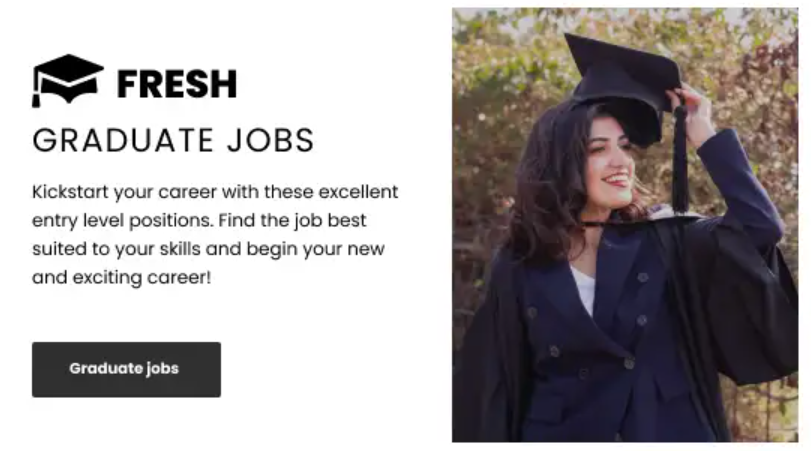 FRESH
GRADUATE JOBS
Kickstart your career with these excellent
entry level positions. Find the job best
suited to your skills and begin your new
and exciting career!
Graduate jobs